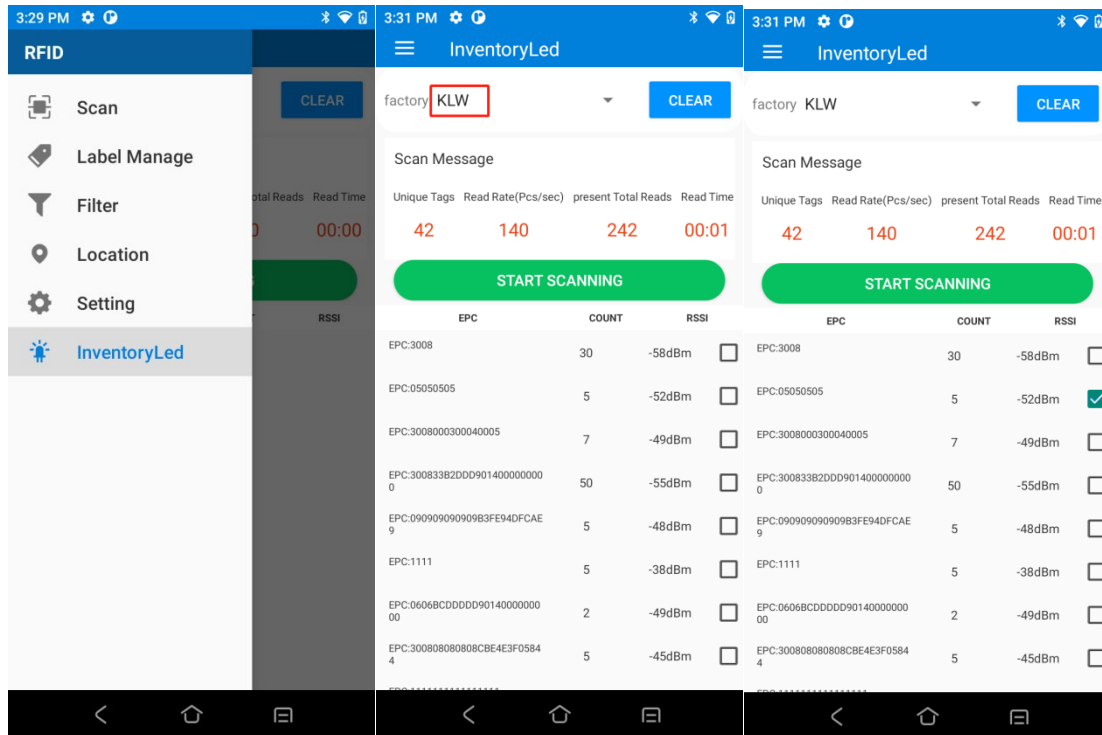 3:29 PM
RFID
Scan
Label Manage
Filter
Location
Setting
InventoryLed
CLEAR
otal Reads Read Time
00:00
RSSI
3:31 PM
InventoryLed
factory KLW
CLEAR
Scan Message
Unique Tags Read Rate(Pcs/sec) present Total Reads Read Time
42 140 242 00:01
START SCANNING
EPC COUNT RSSI
EPC:3008 30 -58dBm
EPC:05050505 5 -52dBm
EPC:3008000300040005 7 -49dBm
EPC:300833B2DDD901400000000
0 50 -55dBm
EPC:090909090909B3FE94DFCAE
9 5 -48dBm
EPC:1111 5 -38dBm
EPC:0606BCDDDDD90140000000
00 2 -49dBm
EPC:300808080808CBE4E3F0584
4 5 -45dBm
3:31 PM
InventoryLed
factory KLW
CLEAR
Scan Message
Unique Tags Read Rate(Pcs/sec) present Total Reads Read Time
42 140 242 00:01
START SCANNING
EPC COUNT RSSI
EPC:3008 30 -58dBm
EPC:05050505 5 -52dBm
EPC:3008000300040005 7 -49dBm
EPC:300833B2DDD901400000000
0 50 -55dBm
EPC:090909090909B3FE94DFCAE
9 5 -48dBm
EPC:1111 5 -38dBm
EPC:0606BCDDDDD90140000000
00 2 -49dBm
EPC:300808080808CBE4E3F0584
4 5 -45dBm